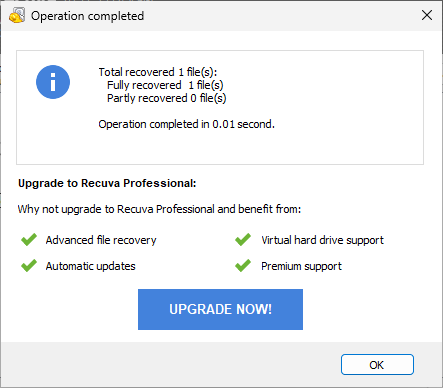 Operation completed
Total recovered 1 file(s):
Fully recovered 1 file(s)
Partly recovered 0 file(s)
Operation completed in 0.01 second.
Upgrade to Recuva Professional:
Why not upgrade to Recuva Professional and benefit from:
Advanced file recovery
Virtual hard drive support
Automatic updates
Premium support
UPGRADE NOW!
OK